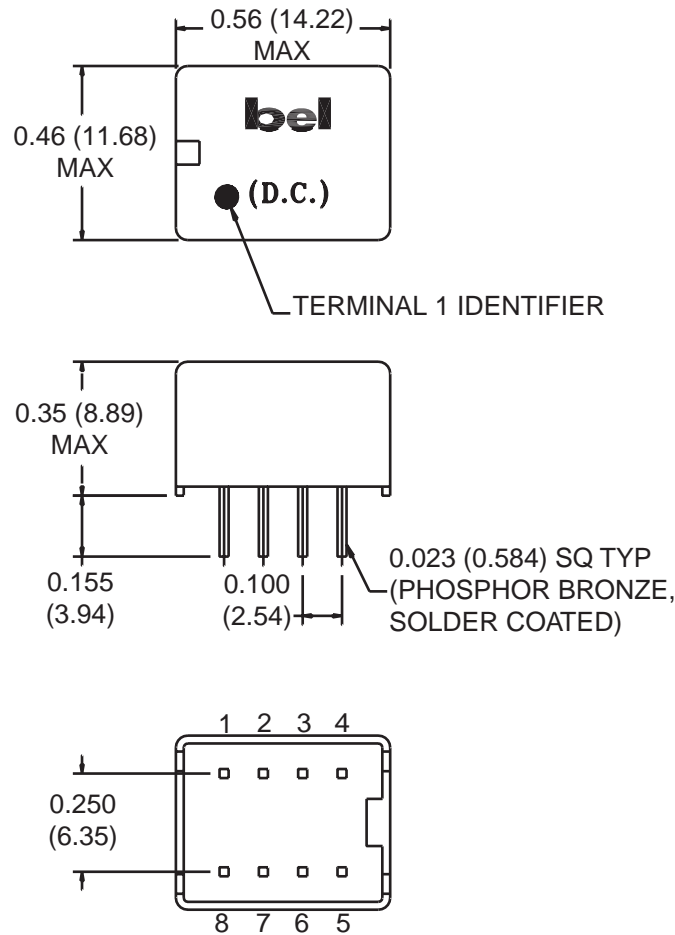 0.56 (14.22)
MAX
bel
0.46 (11.68)
MAX
(D.C.)
TERMINAL 1 IDENTIFIER
0.35 (8.89)
MAX
0.155
(3.94)
0.100
(2.54)
0.023 (0.584) SQ TYP
(PHOSPHOR BRONZE,
SOLDER COATED)
1 2 3 4
0.250
(6.35)
8 7 6 5